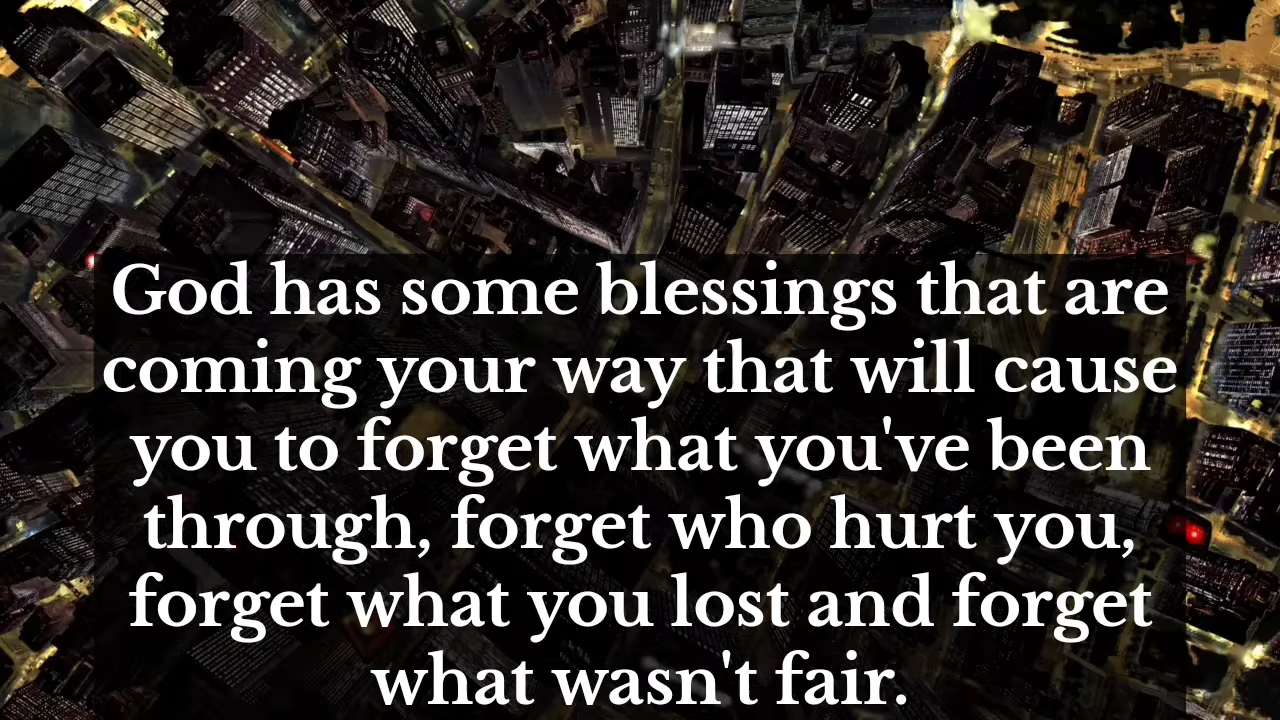 God has some blessings that are
coming your way that will cause
you to forget what you've been
through, forget who hurt you,
forget what you lost and forget
what wasn't fair.